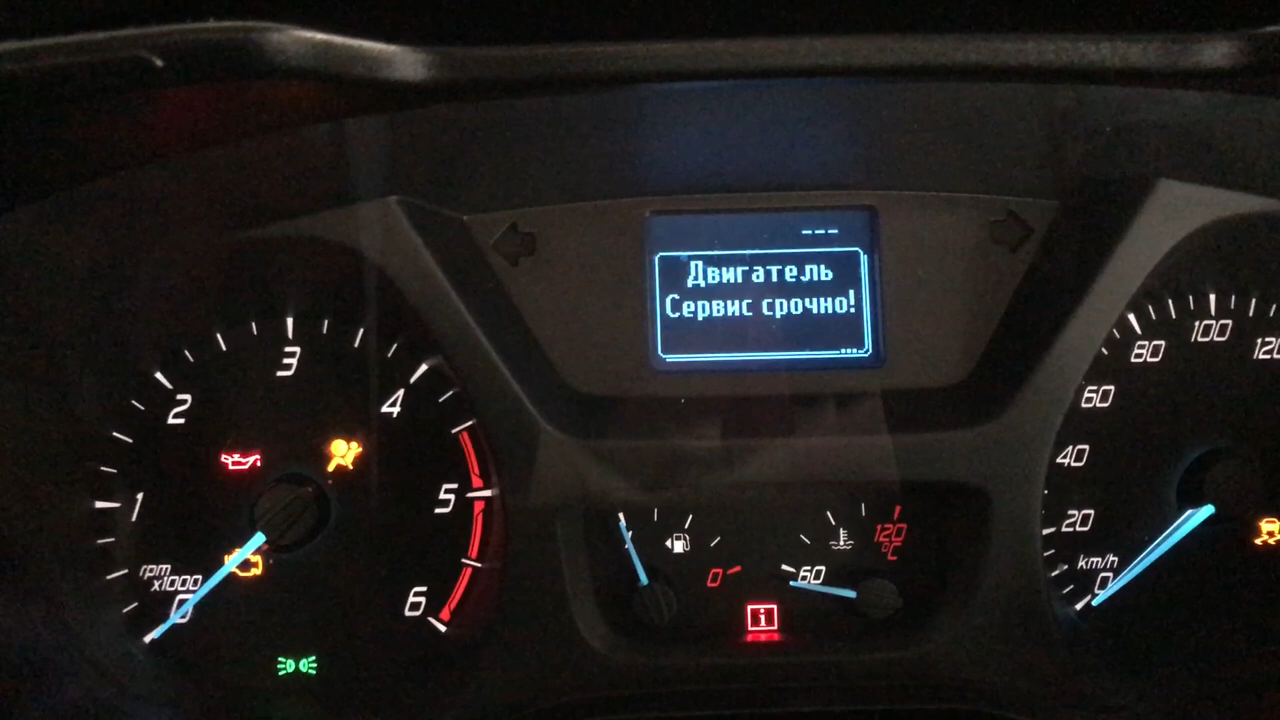 ---
Двигатель
Сервис срочно!
...
1
2
3
4
5
6
rpm
x1000
0
0
60
120
°C
i
0
20
40
60
80
100
120
km/h